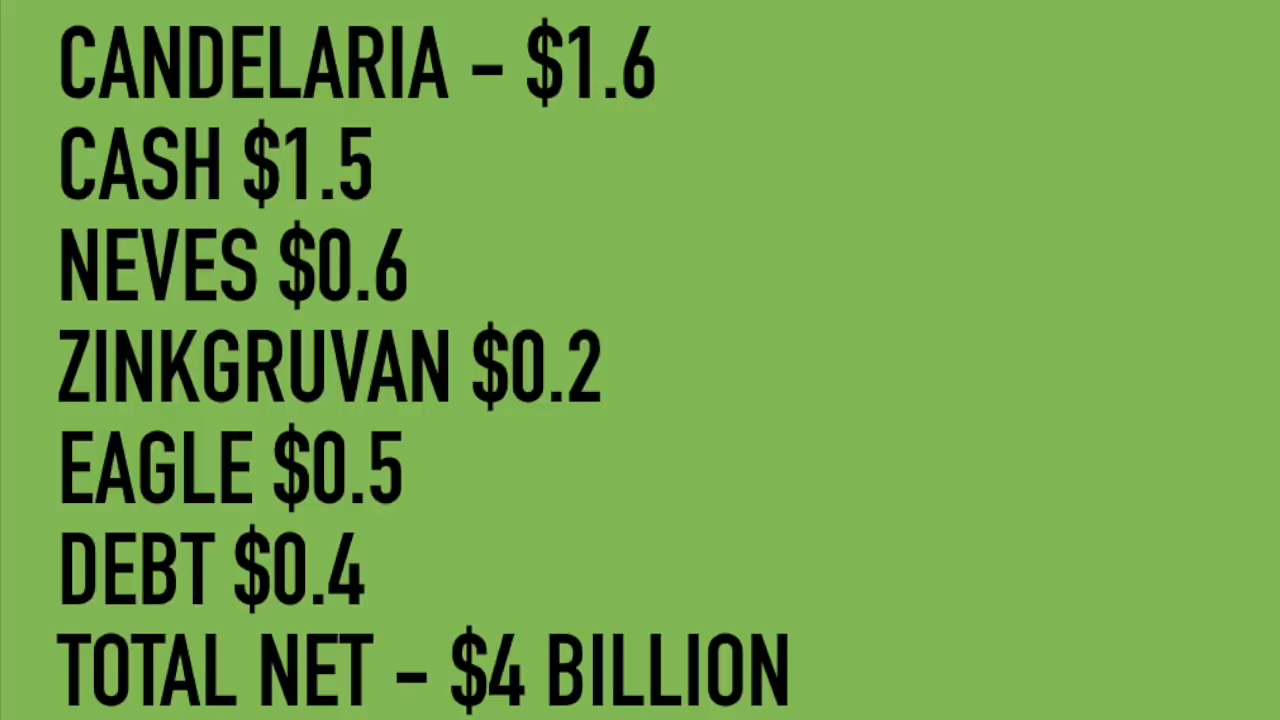 CANDELARIA – $1.6
CASH $1.5
NEVES $0.6
ZINKGRUVAN $0.2
EAGLE $0.5
DEBT $0.4
TOTAL NET – $4 BILLION